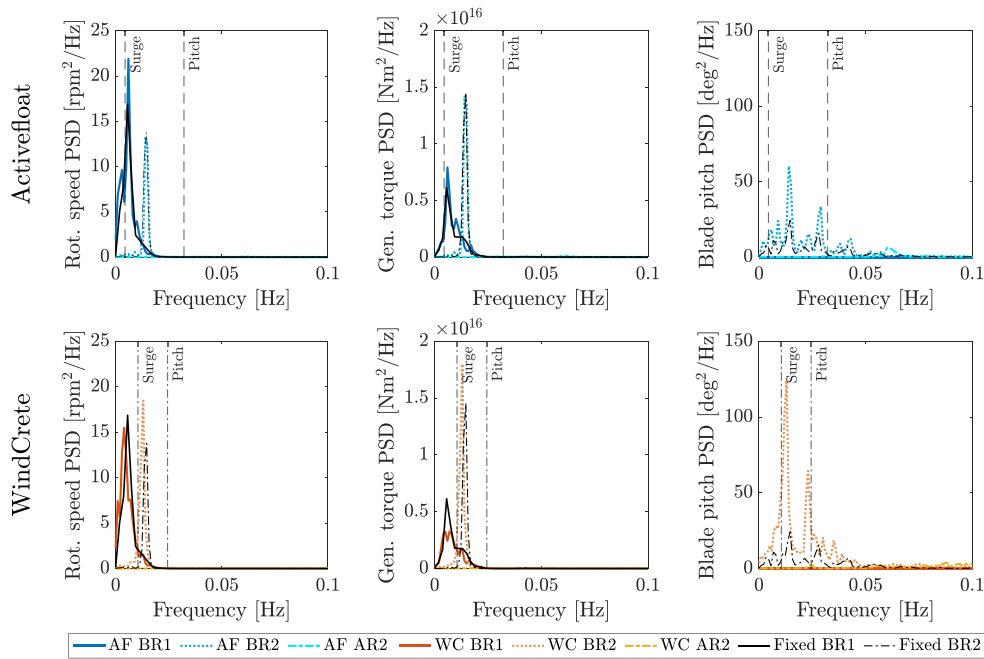 Activefloat
Rot. speed PSD [rpm²/Hz]
25
20
15
10
5
0
Surge
Pitch
0
0.05
0.1
Frequency [Hz]
×10¹⁶
Gen. torque PSD [Nm²/Hz]
2
1.5
1
0.5
0
Surge
Pitch
0
0.05
0.1
Frequency [Hz]
Blade pitch PSD [deg²/Hz]
150
100
50
0
Surge
Pitch
0
0.05
0.1
Frequency [Hz]
WindCrete
Rot. speed PSD [rpm²/Hz]
25
20
15
10
5
0
Surge
Pitch
0
0.05
0.1
Frequency [Hz]
×10¹⁶
Gen. torque PSD [Nm²/Hz]
2
1.5
1
0.5
0
Surge
Pitch
0
0.05
0.1
Frequency [Hz]
Blade pitch PSD [deg²/Hz]
150
100
50
0
Surge
Pitch
0
0.05
0.1
Frequency [Hz]
AF BR1 AF BR2 AF AR2 WC BR1 WC BR2 WC AR2 Fixed BR1 Fixed BR2